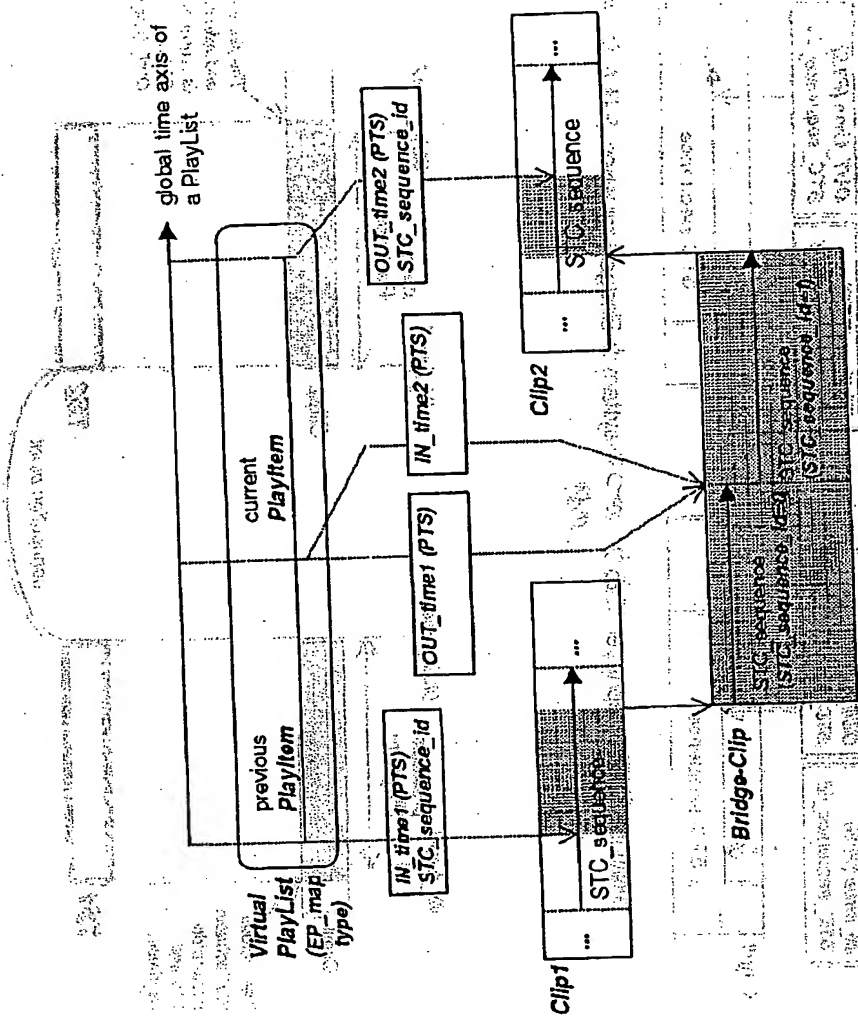 global time axis of
a PlayList
Virtual
PlayList
(EP_map
type)
previous
PlayItem
current
PlayItem
IN_time1 (PTS)
STC_sequence_id
OUT_time1 (PTS)
IN_time2 (PTS)
OUT_time2 (PTS)
STC_sequence_id
Clip1
...
STC_sequence
...
Clip2
...
STC_sequence
...
Bridge-Clip
STC_sequence
(STC_sequence_id=0)
STC_sequence
(STC_sequence_id=1)